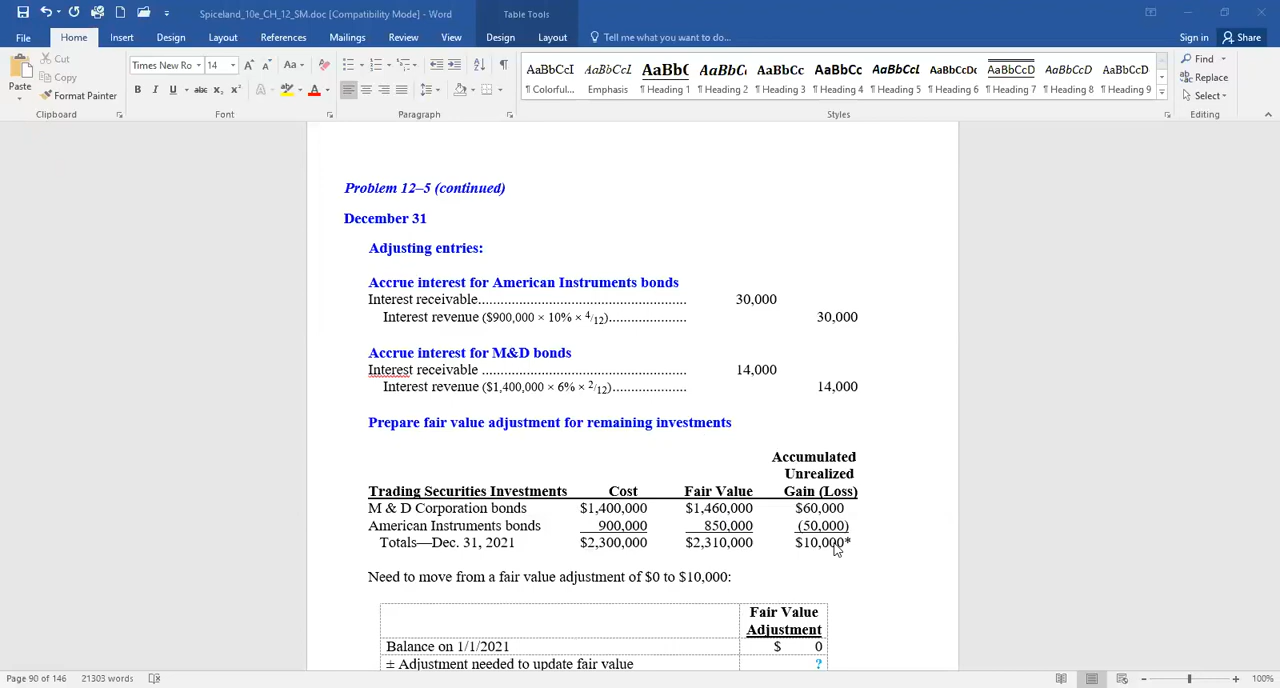 Spiceland_10e_CH_12_SM.doc [Compatibility Mode] - Word
Table Tools
File Home Insert Design Layout References Mailings Review View Design Layout Tell me what you want to do... Sign in Share
Paste
Cut
Copy
Format Painter
Clipboard
Times New Ro 14
Font
Paragraph
AaBbCcI AaBbCcL AaBbC AaBbCc AaBbCc AaBbCc AaBbCcL AaBbCcDc AaBbCcD AaBbCcD AaBbCcD
¶ Colorful... Emphasis ¶ Heading 1 ¶ Heading 2 ¶ Heading 3 ¶ Heading 4 ¶ Heading 5 ¶ Heading 6 ¶ Heading 7 ¶ Heading 8 ¶ Heading 9
Styles
Find
Replace
Select
Editing
Problem 12–5 (continued)
December 31
Adjusting entries:
Accrue interest for American Instruments bonds
Interest receivable........................................................ 30,000
Interest revenue ($900,000 × 10% × 4/12)..................... 30,000
Accrue interest for M&D bonds
Interest receivable ....................................................... 14,000
Interest revenue ($1,400,000 × 6% × 2/12).................... 14,000
Prepare fair value adjustment for remaining investments
Accumulated
Unrealized
Trading Securities Investments Cost Fair Value Gain (Loss)
M & D Corporation bonds $1,400,000 $1,460,000 $60,000
American Instruments bonds 900,000 850,000 (50,000)
Totals—Dec. 31, 2021 $2,300,000 $2,310,000 $10,000*
Need to move from a fair value adjustment of $0 to $10,000:
Fair Value
Adjustment
Balance on 1/1/2021 $ 0
± Adjustment needed to update fair value ?
Page 90 of 146 21303 words 100%